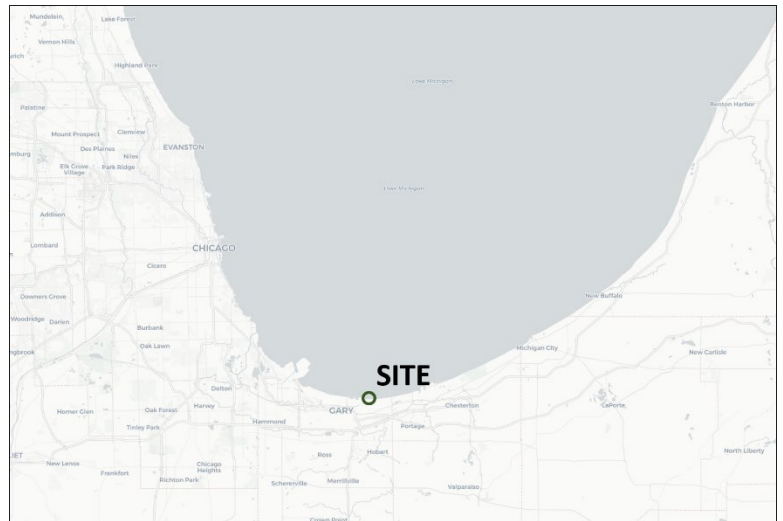 Mundelein
Lake Forest
Vernon Hills
Highland Park
Lake Michigan
Palatine
Benton Harbor
Mount Prospect
Glenview
EVANSTON
Des Plaines
Niles
mburg
Elk Grove
Village
Park Ridge
Lake Michigan
Addison
CHICAGO
Lombard
Cicero
Downers Grove
New Buffalo
Woodridge
Darien
Burbank
Michigan City
ngbrook
Oak Lawn
New Carlisle
SITE
Dolton
Homer Glen
Oak Forest
Harvey
GARY
Chesterton
LaPorte
Tinley Park
Hammond
Portage
Ross
Hobart
North Liberty
IET
New Lenox
Frankfort
Chicago
Heights
Richton Park
Schererville
Merrillville
Valparaiso
Crown Point